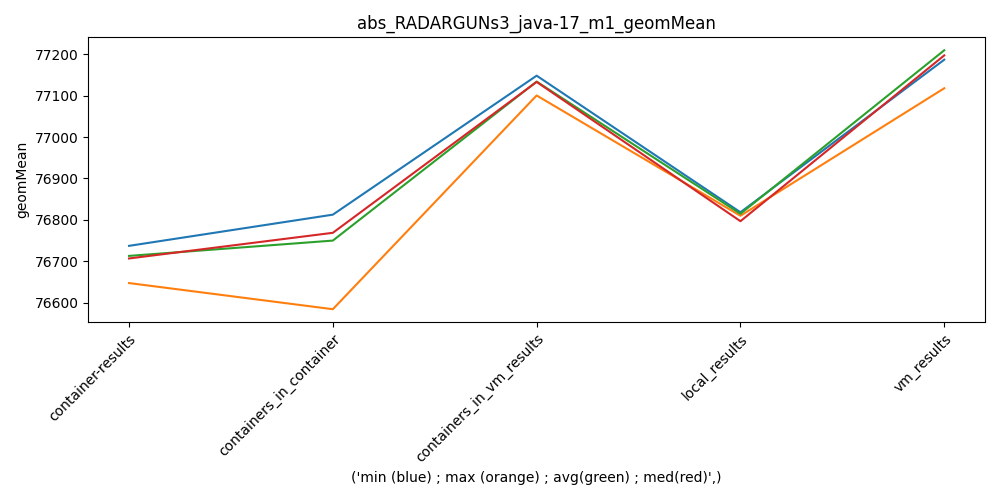 abs_RADARGUNs3_java-17_m1_geomMean
geomMean
77200
77100
77000
76900
76800
76700
76600
container-results
containers_in_container
containers_in_vm_results
local_results
vm_results
('min (blue) ; max (orange) ; avg(green) ; med(red)',)